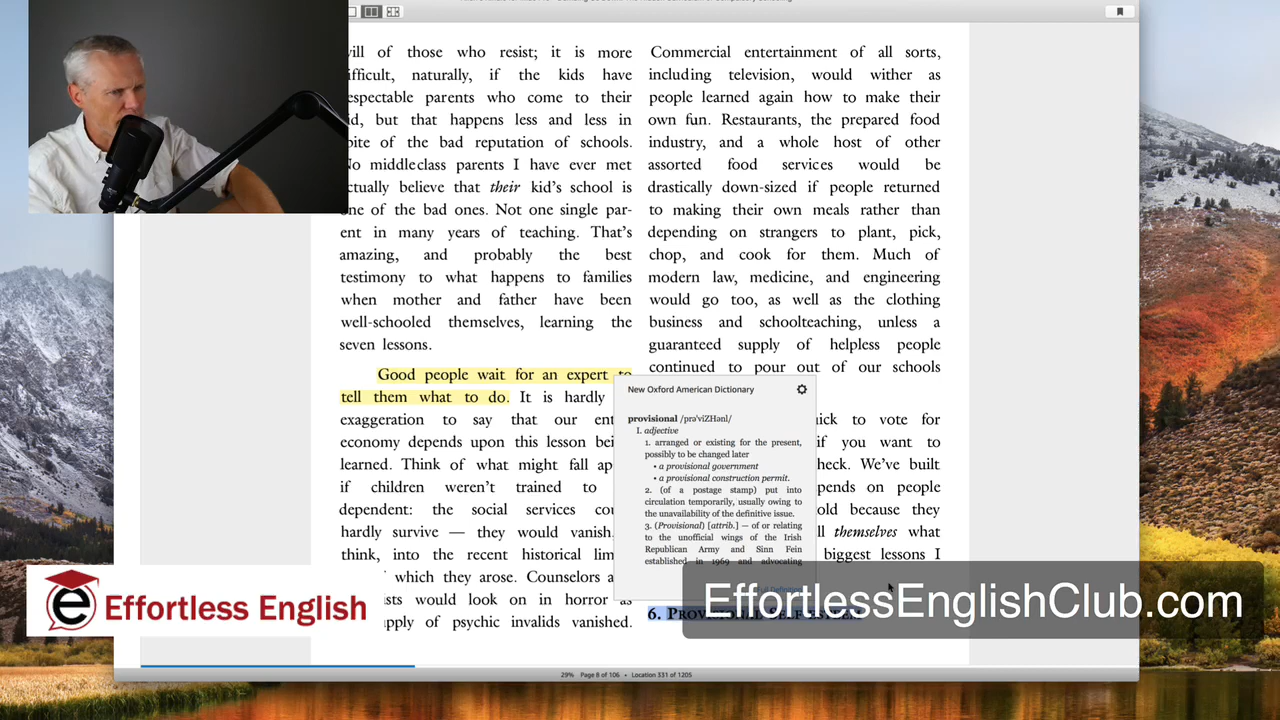 vill of those who resist; it is more
ifficult, naturally, if the kids have
espectable parents who come to their
id, but that happens less and less in
pite of the bad reputation of schools.
No middleclass parents I have ever met
ctually believe that their kid's school is
one of the bad ones. Not one single par-
ent in many years of teaching. That's
amazing, and probably the best
testimony to what happens to families
when mother and father have been
well-schooled themselves, learning the
seven lessons.
Good people wait for an expert to
tell them what to do. It is hardly
exaggeration to say that our ent
economy depends upon this lesson bei
learned. Think of what might fall ap
if children weren't trained to
dependent: the social services cou
hardly survive — they would vanish,
think, into the recent historical lim
which they arose. Counselors a
ists would look on in horror as
upply of psychic invalids vanished.
Commercial entertainment of all sorts,
including television, would wither as
people learned again how to make their
own fun. Restaurants, the prepared food
industry, and a whole host of other
assorted food services would be
drastically down-sized if people returned
to making their own meals rather than
depending on strangers to plant, pick,
chop, and cook for them. Much of
modern law, medicine, and engineering
would go too, as well as the clothing
business and schoolteaching, unless a
guaranteed supply of helpless people
continued to pour out of our schools
uick to vote for
if you want to
heck. We've built
pends on people
old because they
ll themselves what
biggest lessons I
6. PROVISIONAL SELF-ESTEEM
New Oxford American Dictionary
provisional /prəˈviZHənl/
I. adjective
1. arranged or existing for the present,
possibly to be changed later
• a provisional government
• a provisional construction permit.
2. (of a postage stamp) put into
circulation temporarily, usually owing to
the unavailability of the definitive issue.
3. (Provisional) [attrib.] — of or relating
to the unofficial wings of the Irish
Republican Army and Sinn Fein
established in 1969 and advocating
e Effortless English
EffortlessEnglishClub.com
29% Page 8 of 106 • Location 331 of 1205